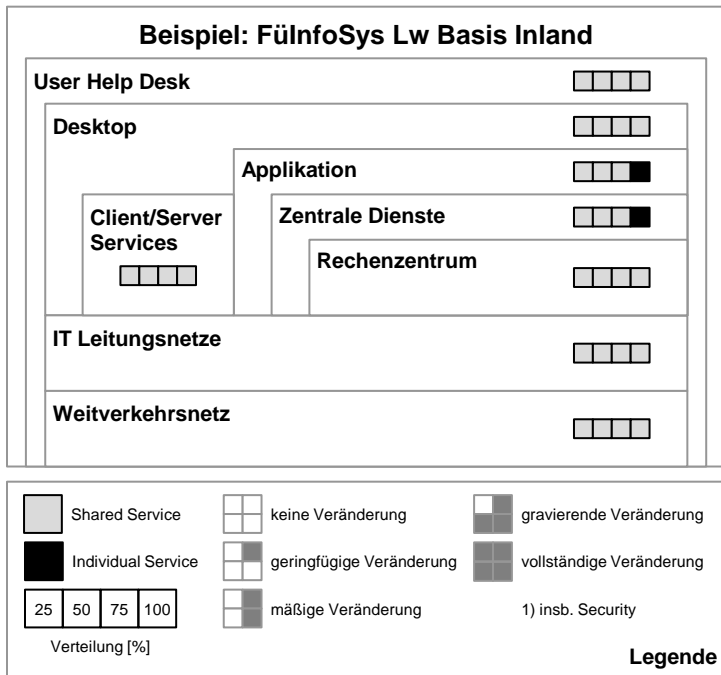 Beispiel: FüInfoSys Lw Basis Inland
User Help Desk
Desktop
Applikation
Client/Server
Services
Zentrale Dienste
Rechenzentrum
IT Leitungsnetze
Weitverkehrsnetz
Shared Service
keine Veränderung
gravierende Veränderung
Individual Service
geringfügige Veränderung
vollständige Veränderung
25 50 75 100
mäßige Veränderung
1) insb. Security
Verteilung [%]
Legende